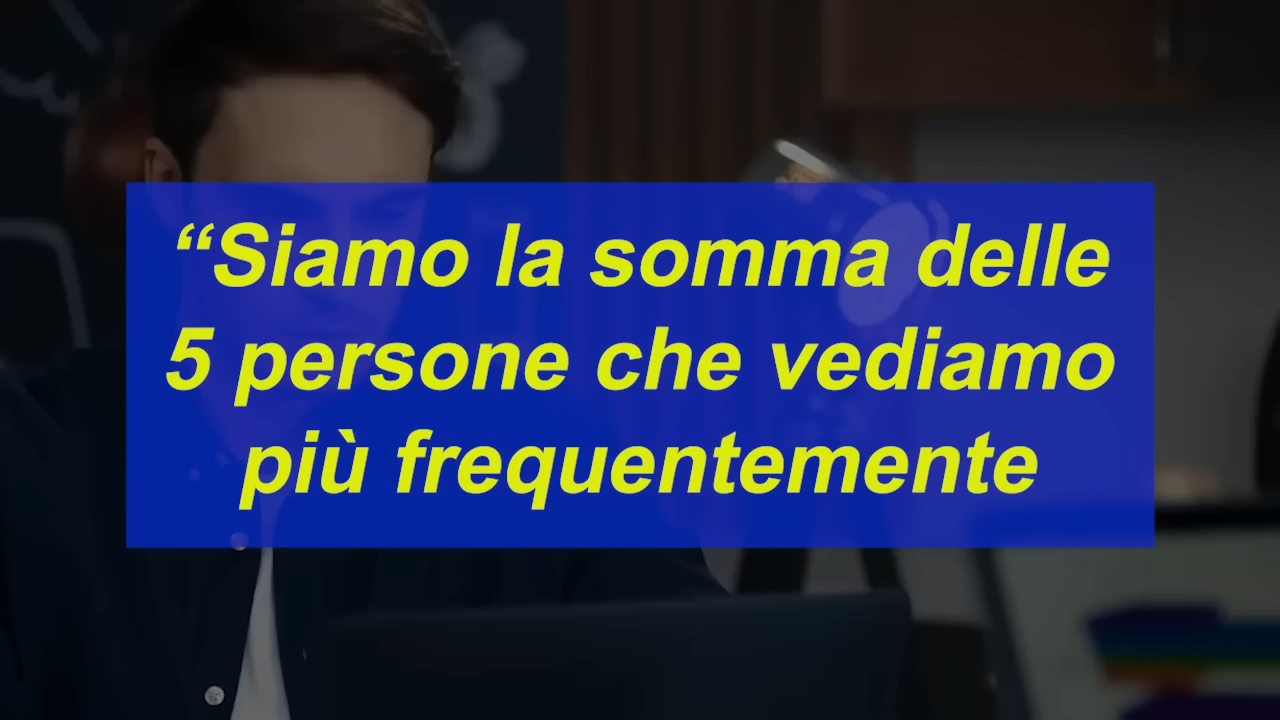 “Siamo la somma delle
5 persone che vediamo
più frequentemente